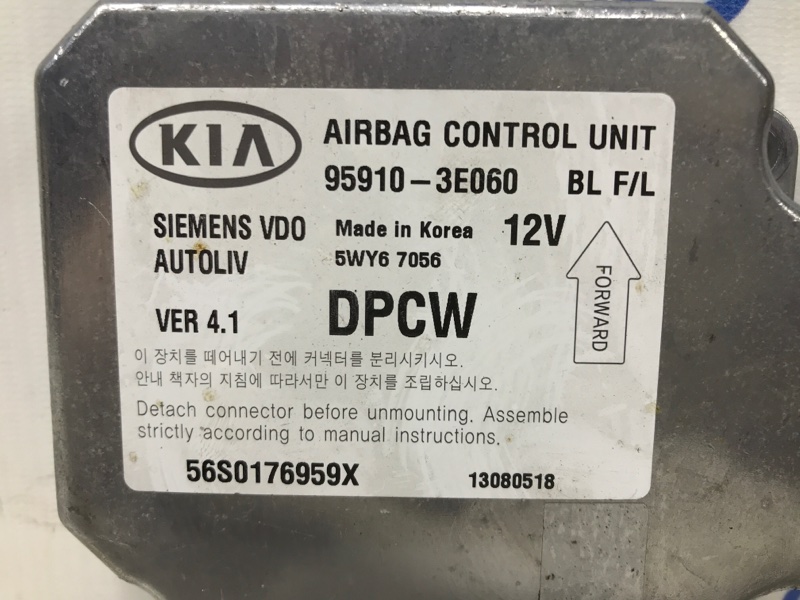 KIA
AIRBAG CONTROL UNIT
95910-3E060 BL F/L
SIEMENS VDO Made in Korea 12V
AUTOLIV 5WY6 7056
FORWARD
VER 4.1 DPCW
이 장치를 떼어내기 전에 커넥터를 분리시키시오.
안내 책자의 지침에 따라서만 이 장치를 조립하십시오.
Detach connector before unmounting. Assemble
strictly according to manual instructions.
56S0176959X 13080518